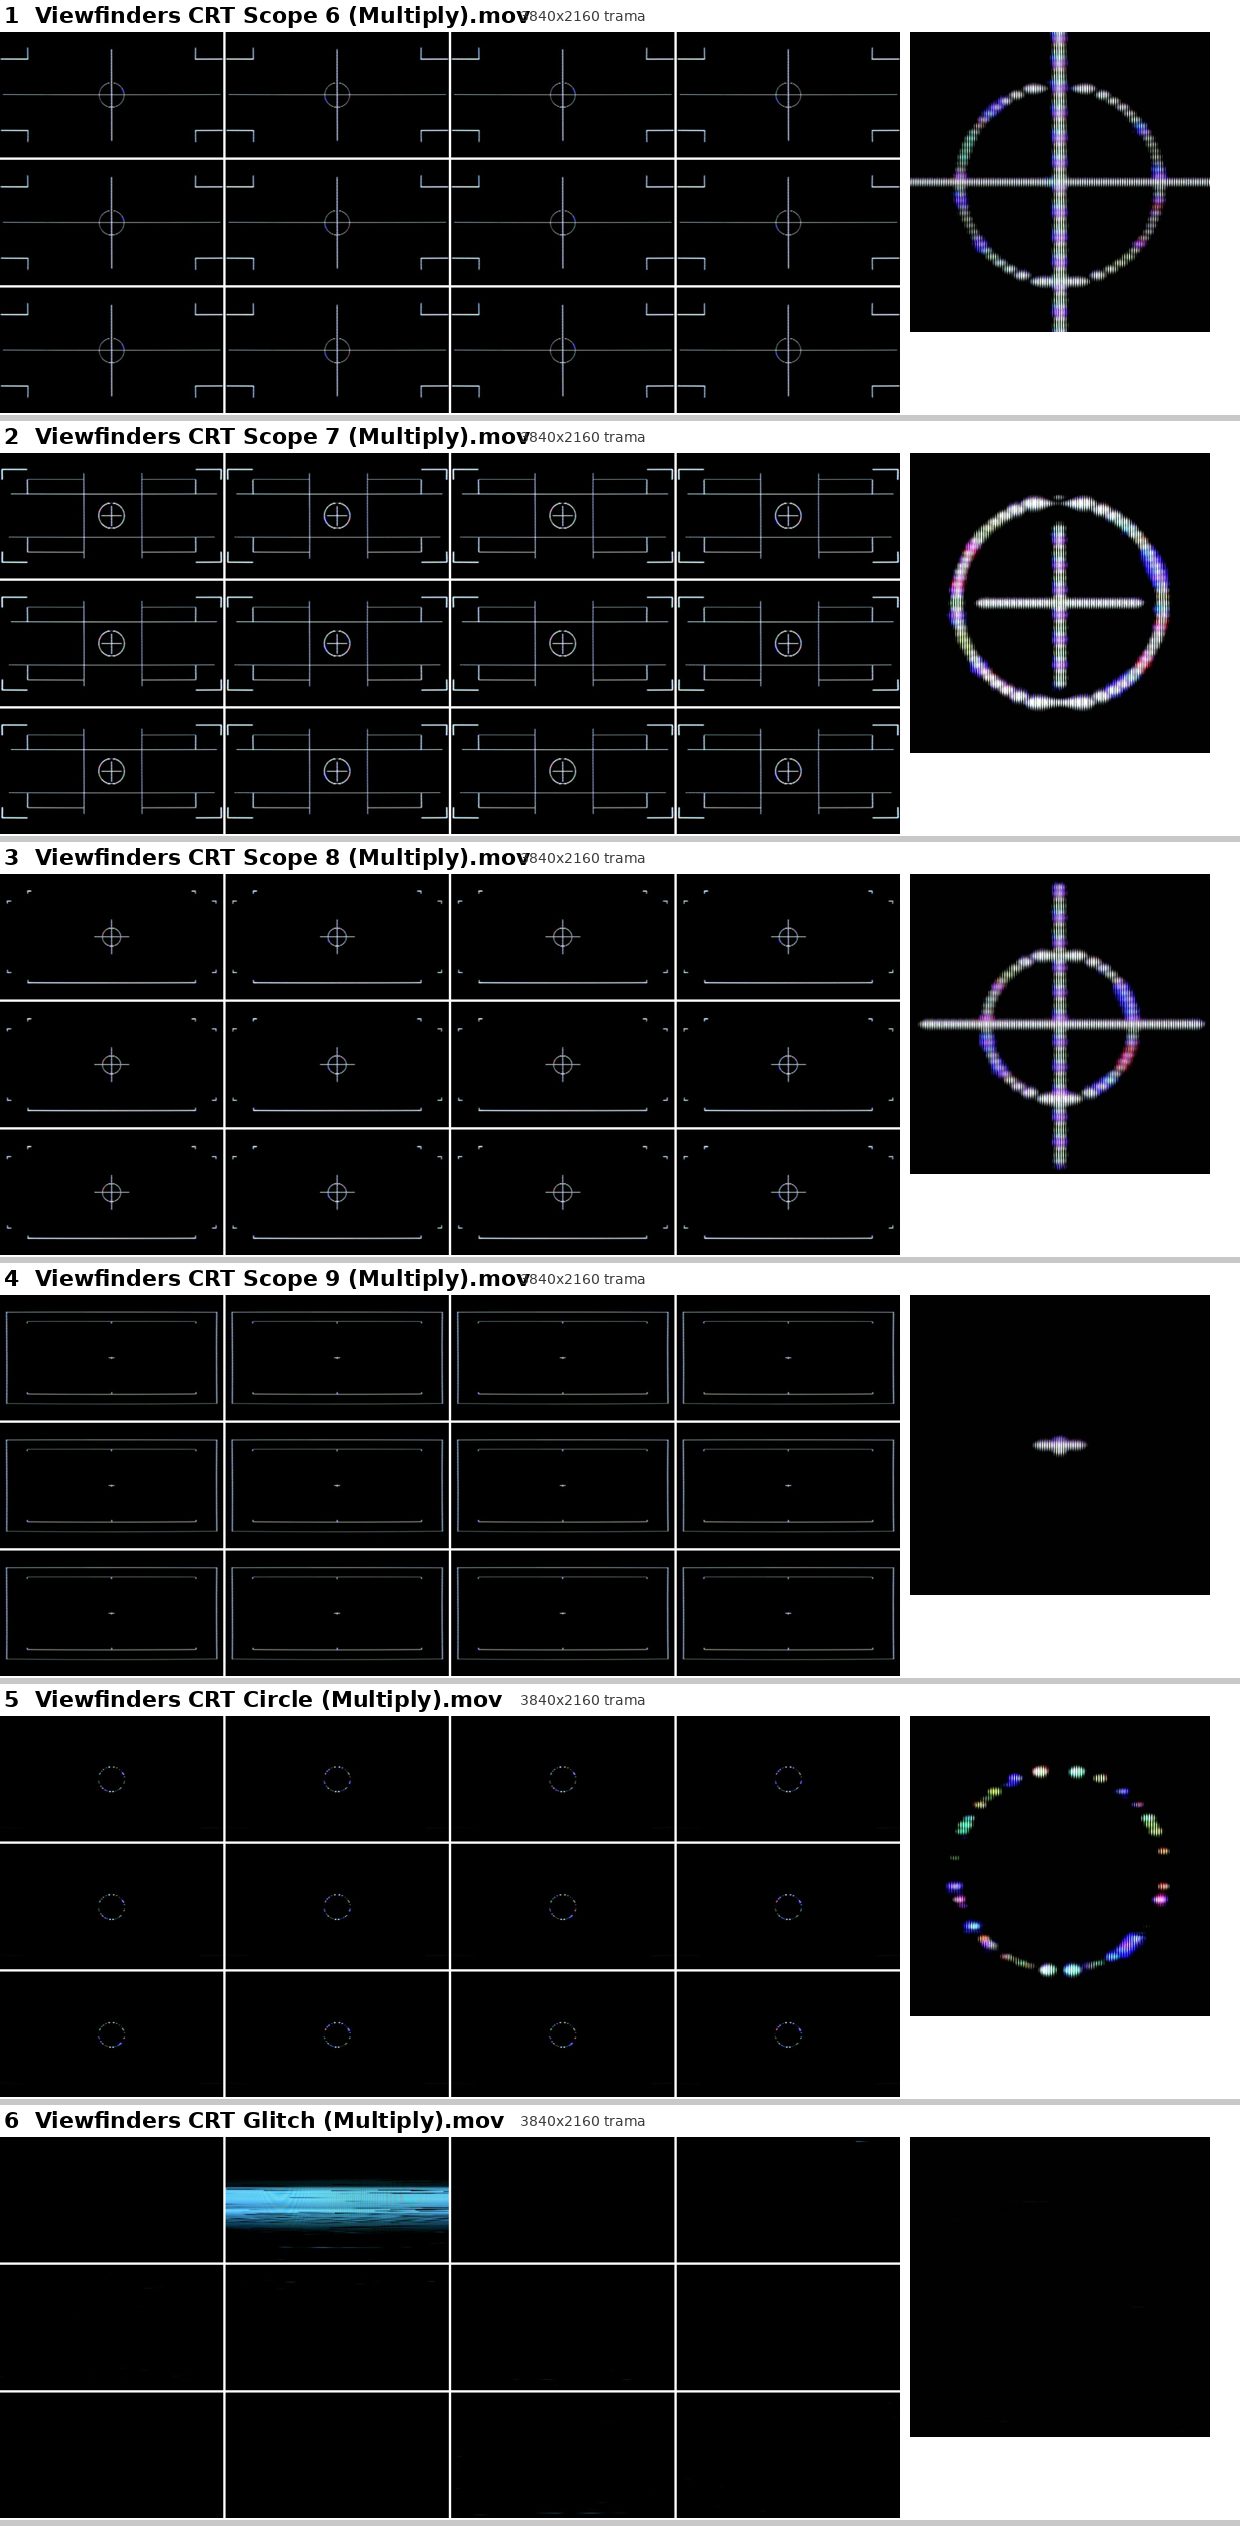 1 Viewfinders CRT Scope 6 (Multiply).mov 3840x2160 trama
2 Viewfinders CRT Scope 7 (Multiply).mov 3840x2160 trama
3 Viewfinders CRT Scope 8 (Multiply).mov 3840x2160 trama
4 Viewfinders CRT Scope 9 (Multiply).mov 3840x2160 trama
5 Viewfinders CRT Circle (Multiply).mov 3840x2160 trama
6 Viewfinders CRT Glitch (Multiply).mov 3840x2160 trama